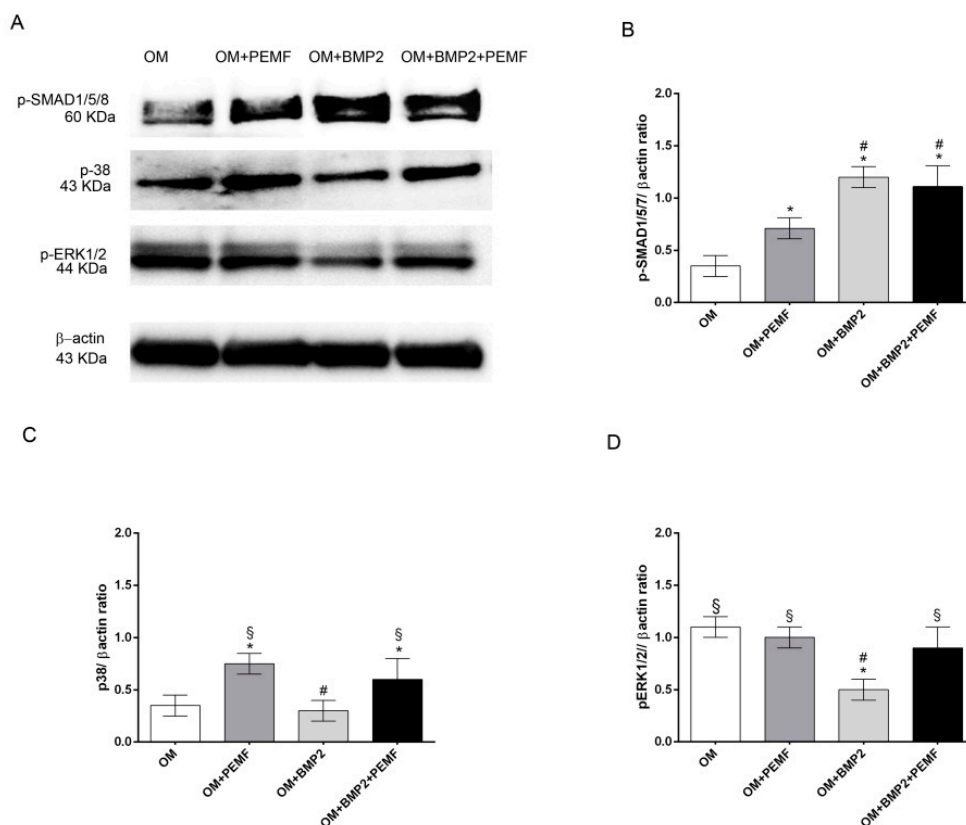 A
OM OM+PEMF OM+BMP2 OM+BMP2+PEMF
p-SMAD1/5/8
60 KDa
p-38
43 KDa
p-ERK1/2
44 KDa
β–actin
43 KDa
B
p-SMAD1/5/7/ βactin ratio
2.0
1.5
1.0
0.5
0.0
*
#
*
#
*
OM
OM+PEMF
OM+BMP2
OM+BMP2+PEMF
C
p38/ βactin ratio
2.0
1.5
1.0
0.5
0.0
§
*
#
§
*
OM
OM+PEMF
OM+BMP2
OM+BMP2+PEMF
D
pERK1/2// βactin ratio
2.0
1.5
1.0
0.5
0.0
§
§
#
*
§
OM
OM+PEMF
OM+BMP2
OM+BMP2+PEMF